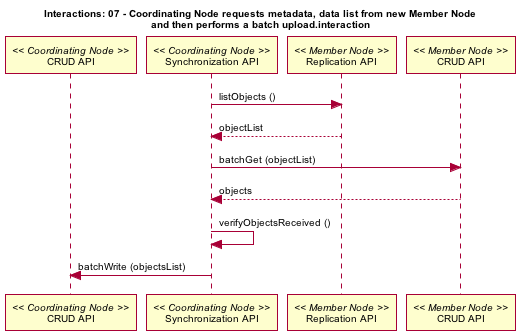 Interactions: 07 - Coordinating Node requests metadata, data list from new Member Node
and then performs a batch upload.interaction
<< Coordinating Node >>
CRUD API
<< Coordinating Node >>
Synchronization API
<< Member Node >>
Replication API
<< Member Node >>
CRUD API
listObjects ()
objectList
batchGet (objectList)
objects
verifyObjectsReceived ()
batchWrite (objectsList)
<< Coordinating Node >>
CRUD API
<< Coordinating Node >>
Synchronization API
<< Member Node >>
Replication API
<< Member Node >>
CRUD API